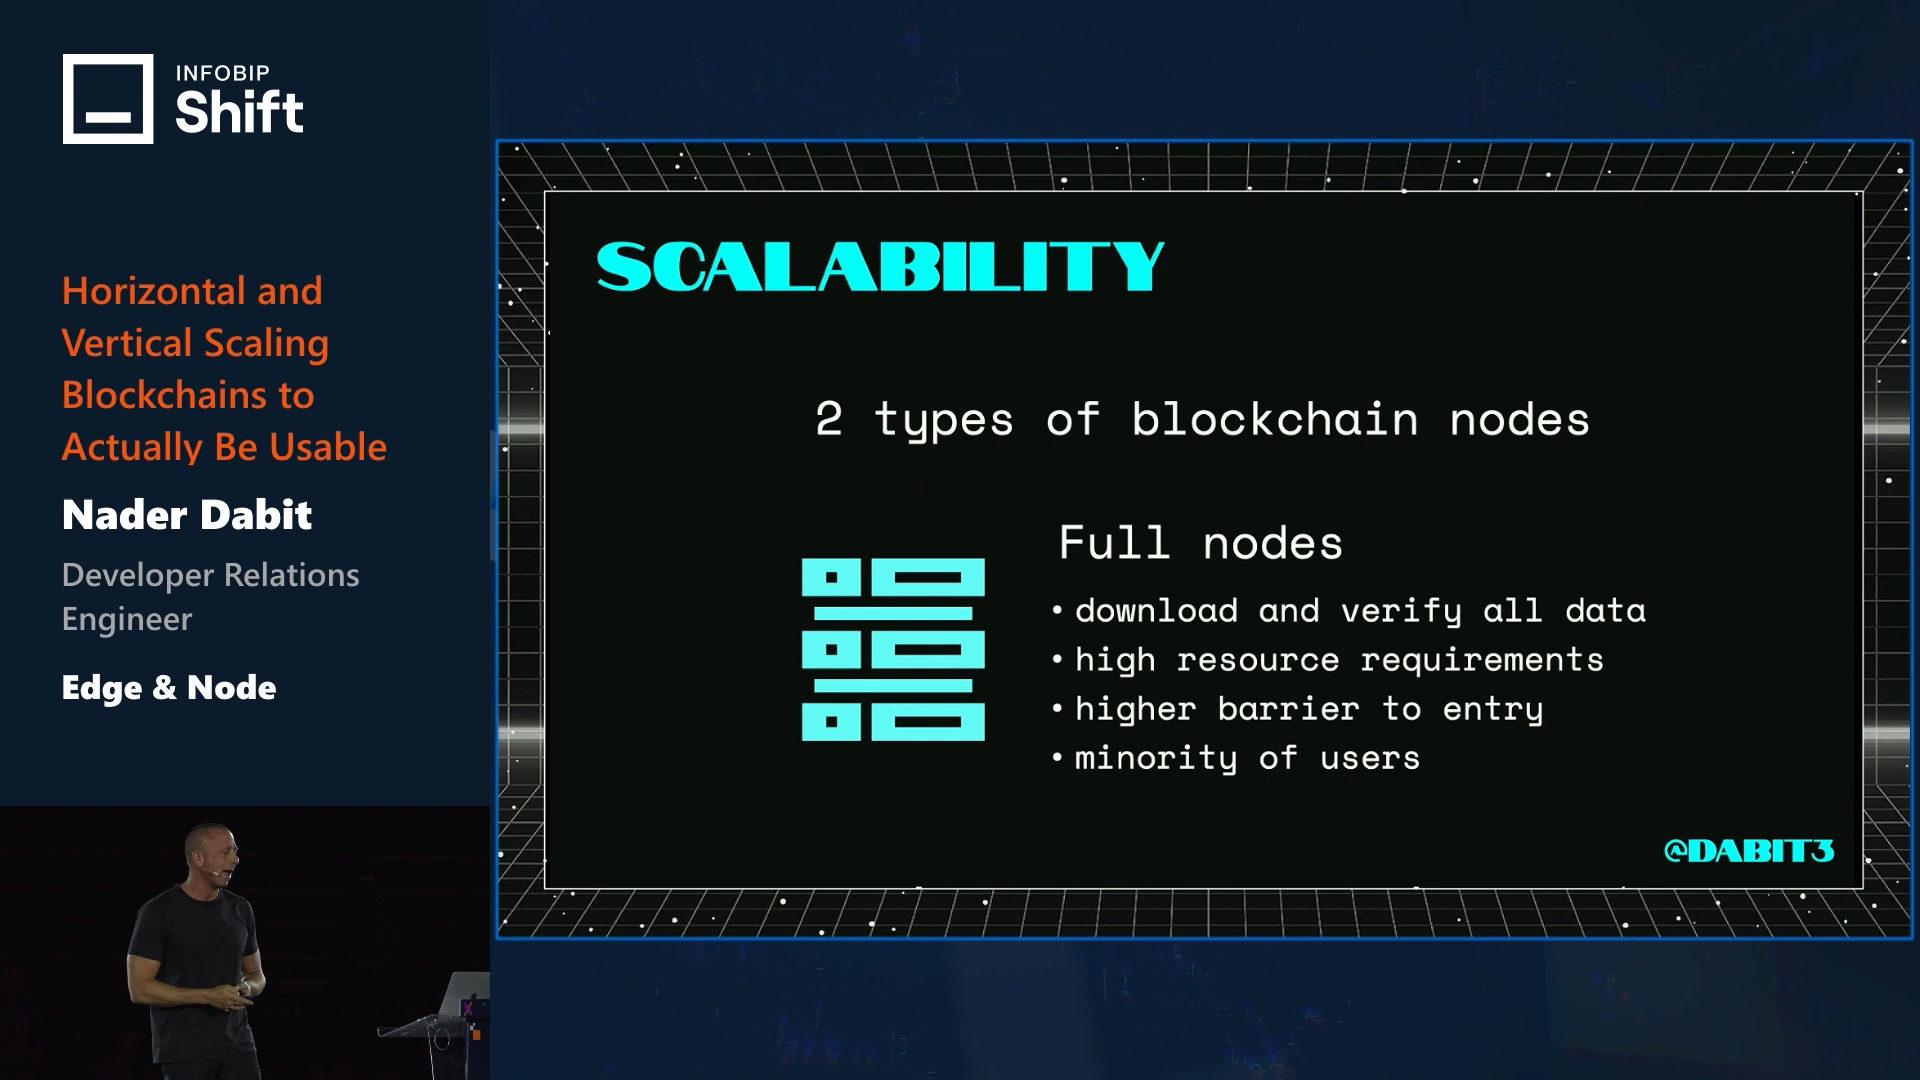 INFOBIP
Shift
Horizontal and
Vertical Scaling
Blockchains to
Actually Be Usable
Nader Dabit
Developer Relations
Engineer
Edge & Node
SCALABILITY
2 types of blockchain nodes
Full nodes
• download and verify all data
• high resource requirements
• higher barrier to entry
• minority of users
@DABIT3